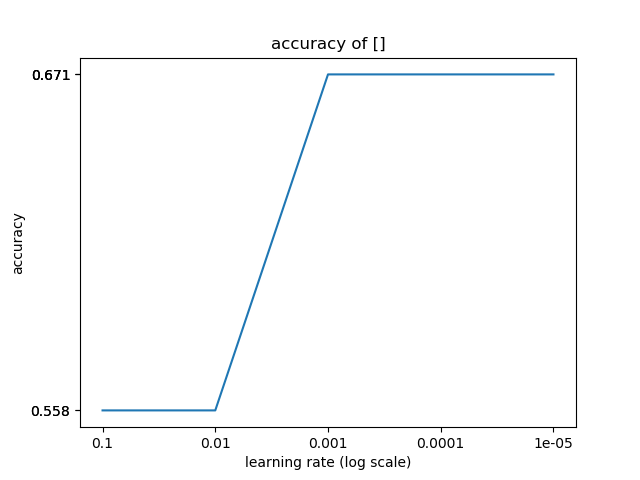 accuracy of []
0.671
accuracy
0.558
0.1 0.01 0.001 0.0001 1e-05
learning rate (log scale)